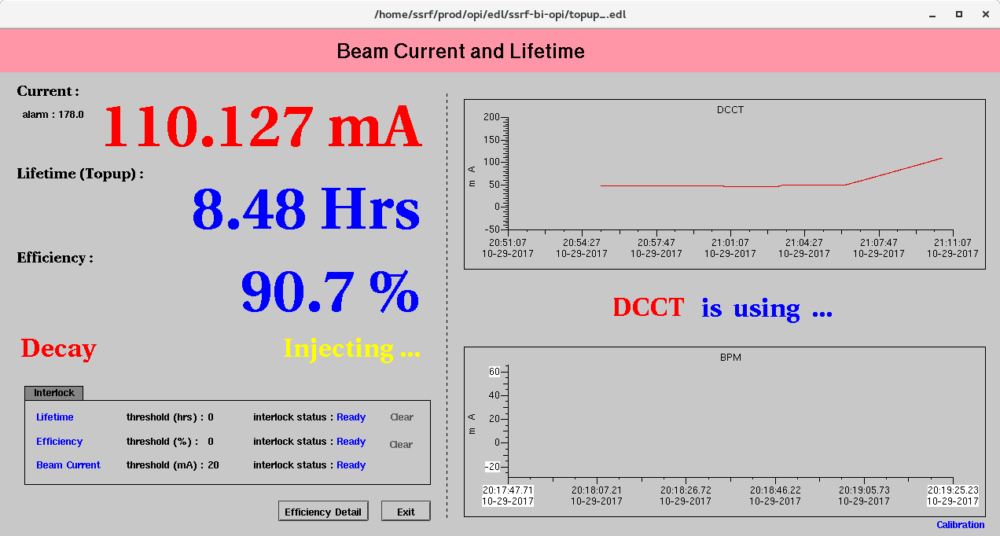 /home/ssrf/prod/opi/edl/ssrf-bi-opi/topup_.edl
Beam Current and Lifetime
Current :
alarm : 178.0
110.127 mA
Lifetime (Topup) :
8.48 Hrs
Efficiency :
90.7 %
Decay
Injecting ...
Interlock
Lifetime threshold (hrs) : 0 interlock status : Ready Clear
Efficiency threshold (%) : 0 interlock status : Ready Clear
Beam Current threshold (mA) : 20 interlock status : Ready
Efficiency Detail
Exit
DCCT
200
150
100
50
0
-50
m A
20:51:07 20:54:27 20:57:47 21:01:07 21:04:27 21:07:47 21:11:07
10-29-2017 10-29-2017 10-29-2017 10-29-2017 10-29-2017 10-29-2017 10-29-2017
DCCT is using ...
BPM
60
40
20
0
-20
m A
20:17:47.71 20:18:07.21 20:18:26.72 20:18:46.22 20:19:05.73 20:19:25.23
10-29-2017 10-29-2017 10-29-2017 10-29-2017 10-29-2017 10-29-2017
Calibration